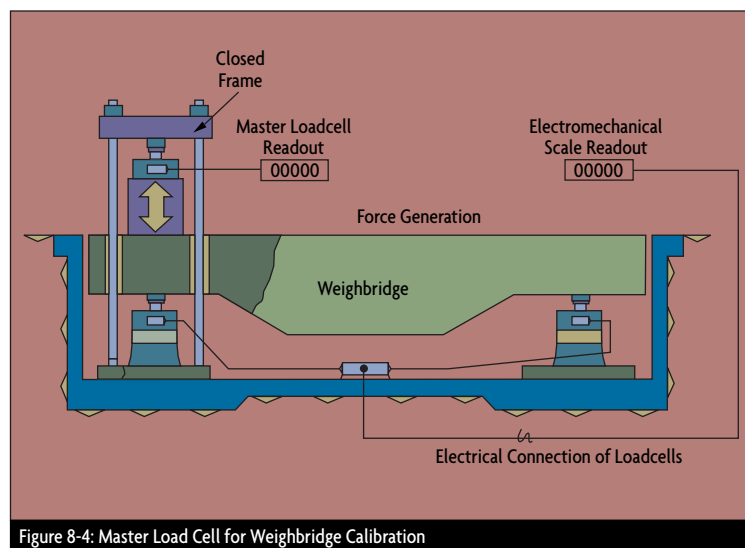 Closed
Frame
Master Loadcell
Readout
00000
Electromechanical
Scale Readout
00000
Force Generation
Weighbridge
Electrical Connection of Loadcells
Figure 8-4: Master Load Cell for Weighbridge Calibration